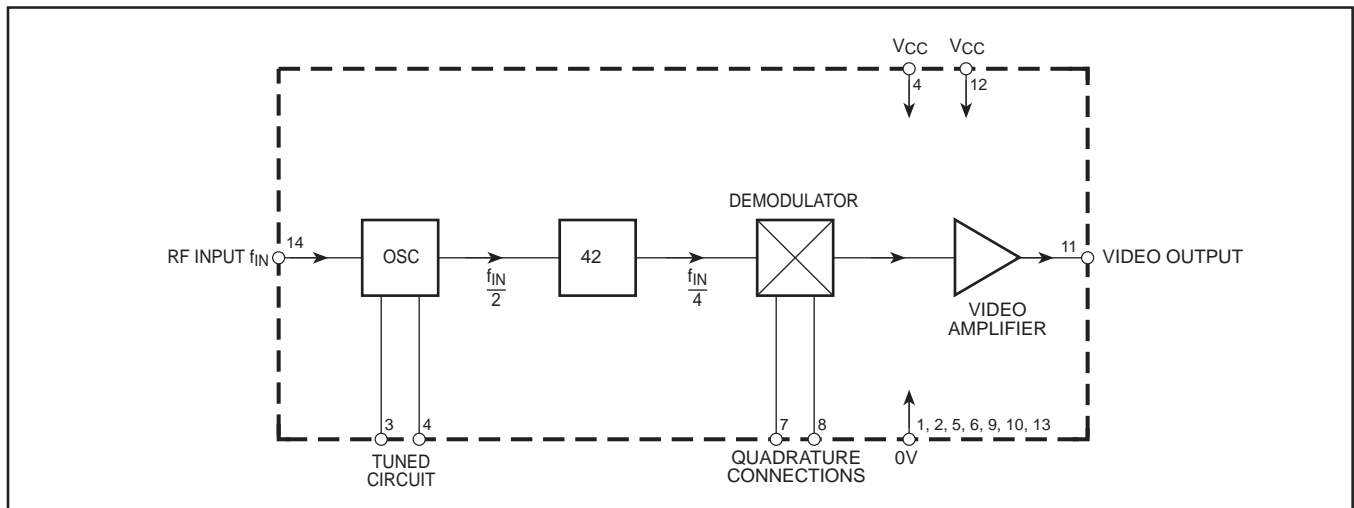 VCC VCC
4 12
DEMODULATOR
RF INPUT fIN 14 OSC 42 11 VIDEO OUTPUT
fIN
2
fIN
4
VIDEO
AMPLIFIER
3 4 7 8 1, 2, 5, 6, 9, 10, 13
TUNED
CIRCUIT
QUADRATURE
CONNECTIONS
0V